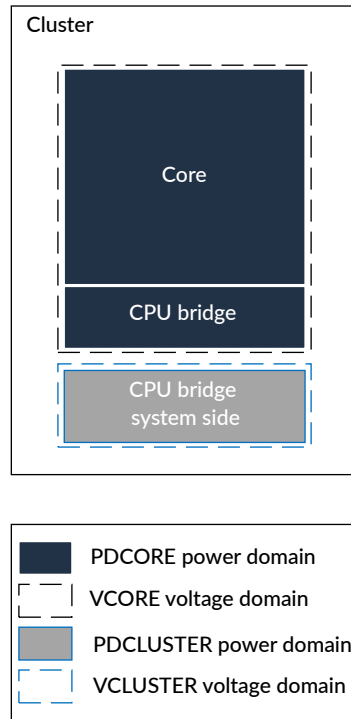 Cluster
Core
CPU bridge
CPU bridge
system side
PDCORE power domain
VCORE voltage domain
PDCLUSTER power domain
VCLUSTER voltage domain